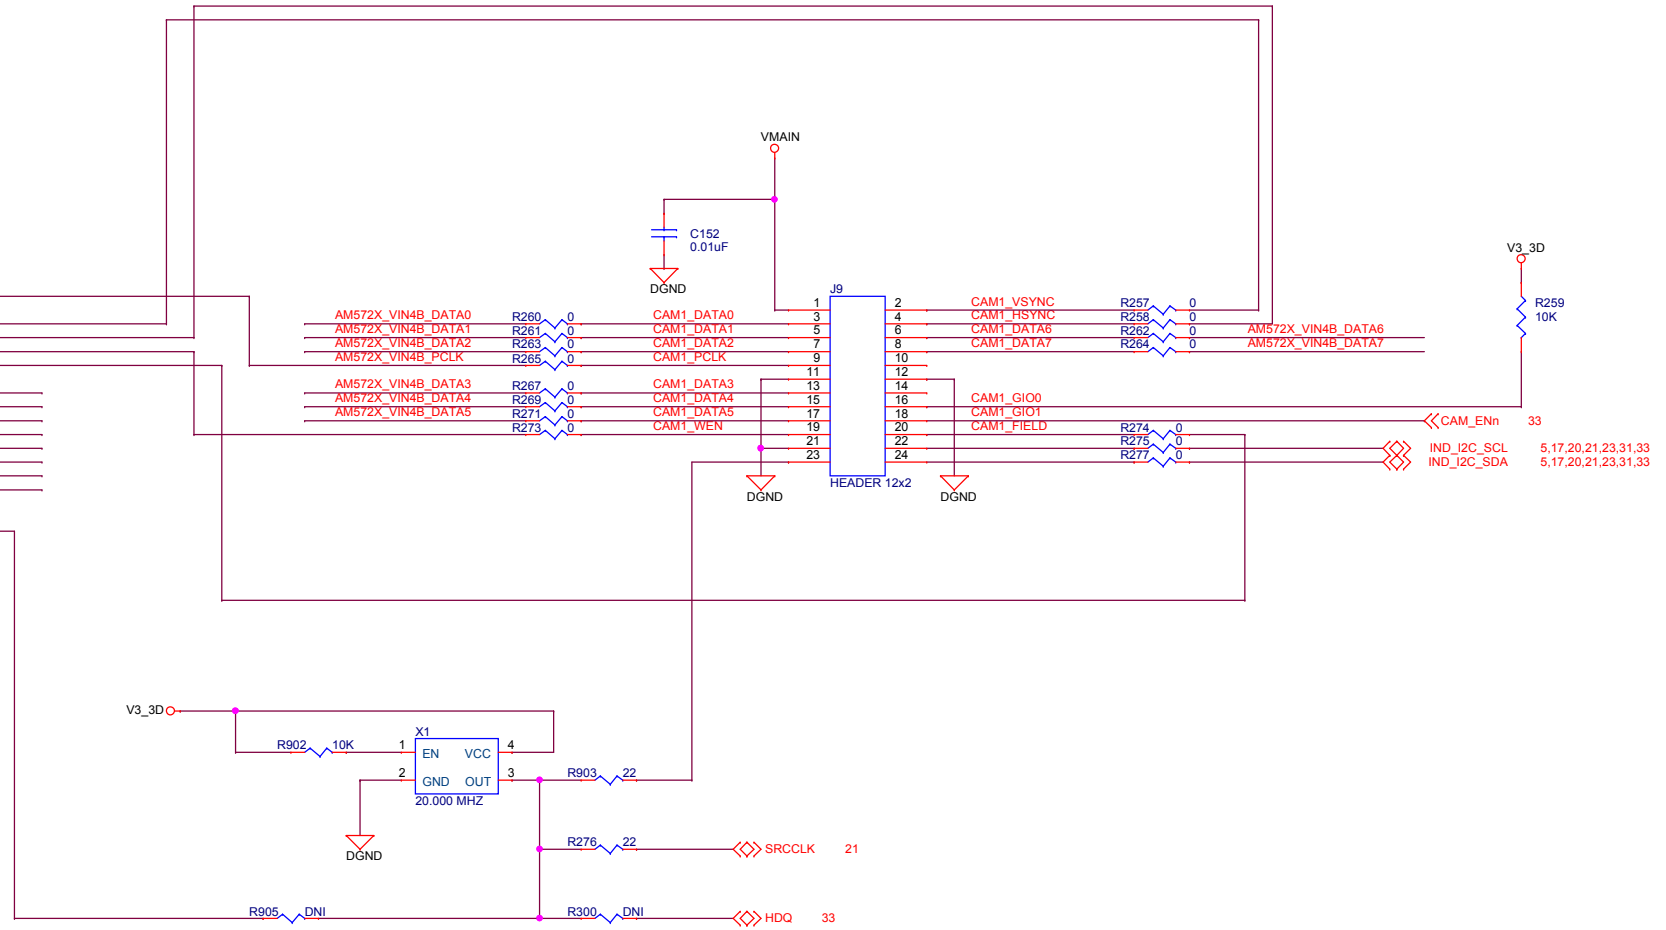 VMAIN
C152
0.01uF
DGND
V3_3D
R259
10K
J9
1 2 CAM1_VSYNC R257 0
AM572X_VIN4B_DATA0 R260 0 CAM1_DATA0 3 4 CAM1_HSYNC R258 0
AM572X_VIN4B_DATA1 R261 0 CAM1_DATA1 5 6 CAM1_DATA6 R262 0 AM572X_VIN4B_DATA6
AM572X_VIN4B_DATA2 R263 0 CAM1_DATA2 7 8 CAM1_DATA7 R264 0 AM572X_VIN4B_DATA7
AM572X_VIN4B_PCLK R265 0 CAM1_PCLK 9 10
11 12
AM572X_VIN4B_DATA3 R267 0 CAM1_DATA3 13 14
AM572X_VIN4B_DATA4 R269 0 CAM1_DATA4 15 16 CAM1_GIO0
AM572X_VIN4B_DATA5 R271 0 CAM1_DATA5 17 18 CAM1_GIO1 CAM_ENn 33
R273 0 CAM1_WEN 19 20 CAM1_FIELD R274 0
21 22 R275 0 IND_I2C_SCL 5,17,20,21,23,31,33
23 24 R277 0 IND_I2C_SDA 5,17,20,21,23,31,33
HEADER 12x2
DGND DGND
V3_3D
X1
R902 10K 1 EN VCC 4
2 GND OUT 3 R903 22
20.000 MHZ
DGND
R276 22 SRCCLK 21
R905 DNI R300 DNI HDQ 33